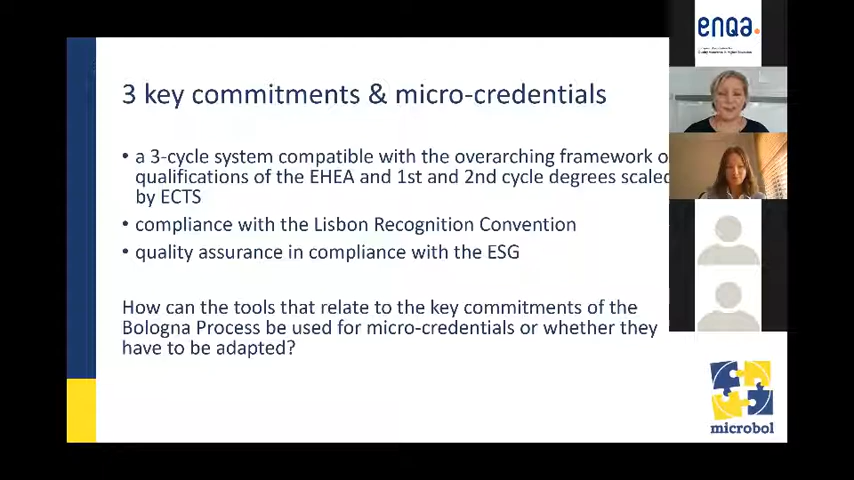 enqa.
3 key commitments & micro-credentials
• a 3-cycle system compatible with the overarching framework o
qualifications of the EHEA and 1st and 2nd cycle degrees scaled
by ECTS
• compliance with the Lisbon Recognition Convention
• quality assurance in compliance with the ESG
How can the tools that relate to the key commitments of the
Bologna Process be used for micro-credentials or whether they
have to be adapted?
microbol